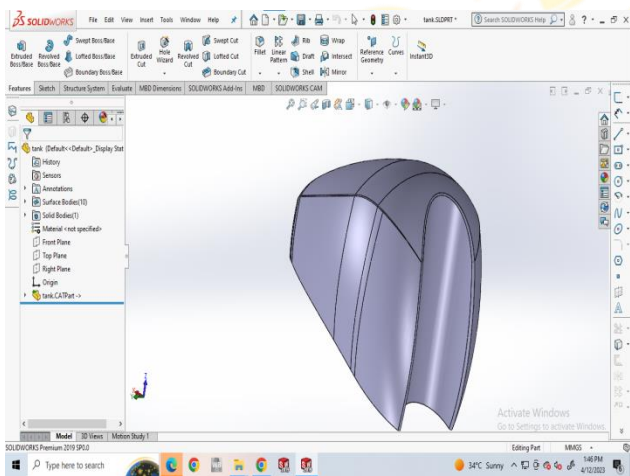 SOLIDWORKS File Edit View Insert Tools Window Help tank.SLDPRT * Search SOLIDWORKS Help
Extruded Boss/Base
Revolved Boss/Base
Swept Boss/Base
Lofted Boss/Base
Boundary Boss/Base
Extruded Cut
Hole Wizard
Revolved Cut
Swept Cut
Lofted Cut
Boundary Cut
Fillet
Linear Pattern
Rib
Draft
Shell
Wrap
Intersect
Mirror
Reference Geometry
Curves
Instant3D
Features Sketch Structure System Evaluate MBD Dimensions SOLIDWORKS Add-Ins MBD SOLIDWORKS CAM
tank (Default<<Default>_Display Stat
History
Sensors
Annotations
Surface Bodies(10)
Solid Bodies(1)
Material <not specified>
Front Plane
Top Plane
Right Plane
Origin
tank.CATPart ->
Activate Windows
Go to Settings to activate Windows.
Model 3D Views Motion Study 1
SOLIDWORKS Premium 2019 SP0.0 Editing Part MMGS
Type here to search 34°C Sunny 1:46 PM
4/12/2023